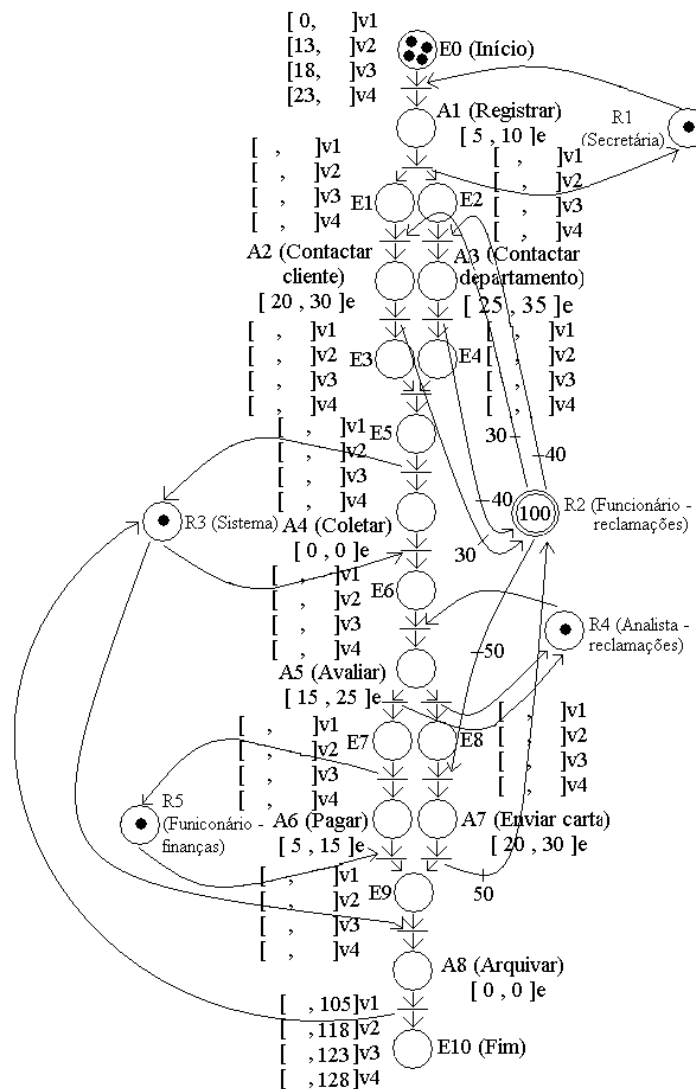 [ 0, ]v1
[13, ]v2
[18, ]v3
[23, ]v4
E0 (Início)
A1 (Registrar)
[ 5 , 10 ]e
R1
(Secretária)
[ , ]v1
[ , ]v2
[ , ]v3
[ , ]v4
[ , ]v1
[ , ]v2
[ , ]v3
[ , ]v4
E1
E2
A2 (Contactar
cliente)
[ 20 , 30 ]e
A3 (Contactar
departamento)
[ 25 , 35 ]e
[ , ]v1
[ , ]v2
[ , ]v3
[ , ]v4
[ , ]v1
[ , ]v2
[ , ]v3
[ , ]v4
E3
E4
[ , ]v1
[ , ]v2
[ , ]v3
[ , ]v4
E5
30
40
40
30
100
R2 (Funcionário -
reclamações)
R3 (Sistema)
A4 (Coletar)
[ 0 , 0 ]e
[ , ]v1
[ , ]v2
[ , ]v3
[ , ]v4
E6
R4 (Analista -
reclamações)
50
A5 (Avaliar)
[ 15 , 25 ]e
[ , ]v1
[ , ]v2
[ , ]v3
[ , ]v4
E7
E8
[ , ]v1
[ , ]v2
[ , ]v3
[ , ]v4
R5
(Funiconário -
finanças)
A6 (Pagar)
[ 5 , 15 ]e
A7 (Enviar carta)
[ 20 , 30 ]e
50
[ , ]v1
[ , ]v2
[ , ]v3
[ , ]v4
E9
A8 (Arquivar)
[ 0 , 0 ]e
[ , 105]v1
[ , 118]v2
[ , 123]v3
[ , 128]v4
E10 (Fim)